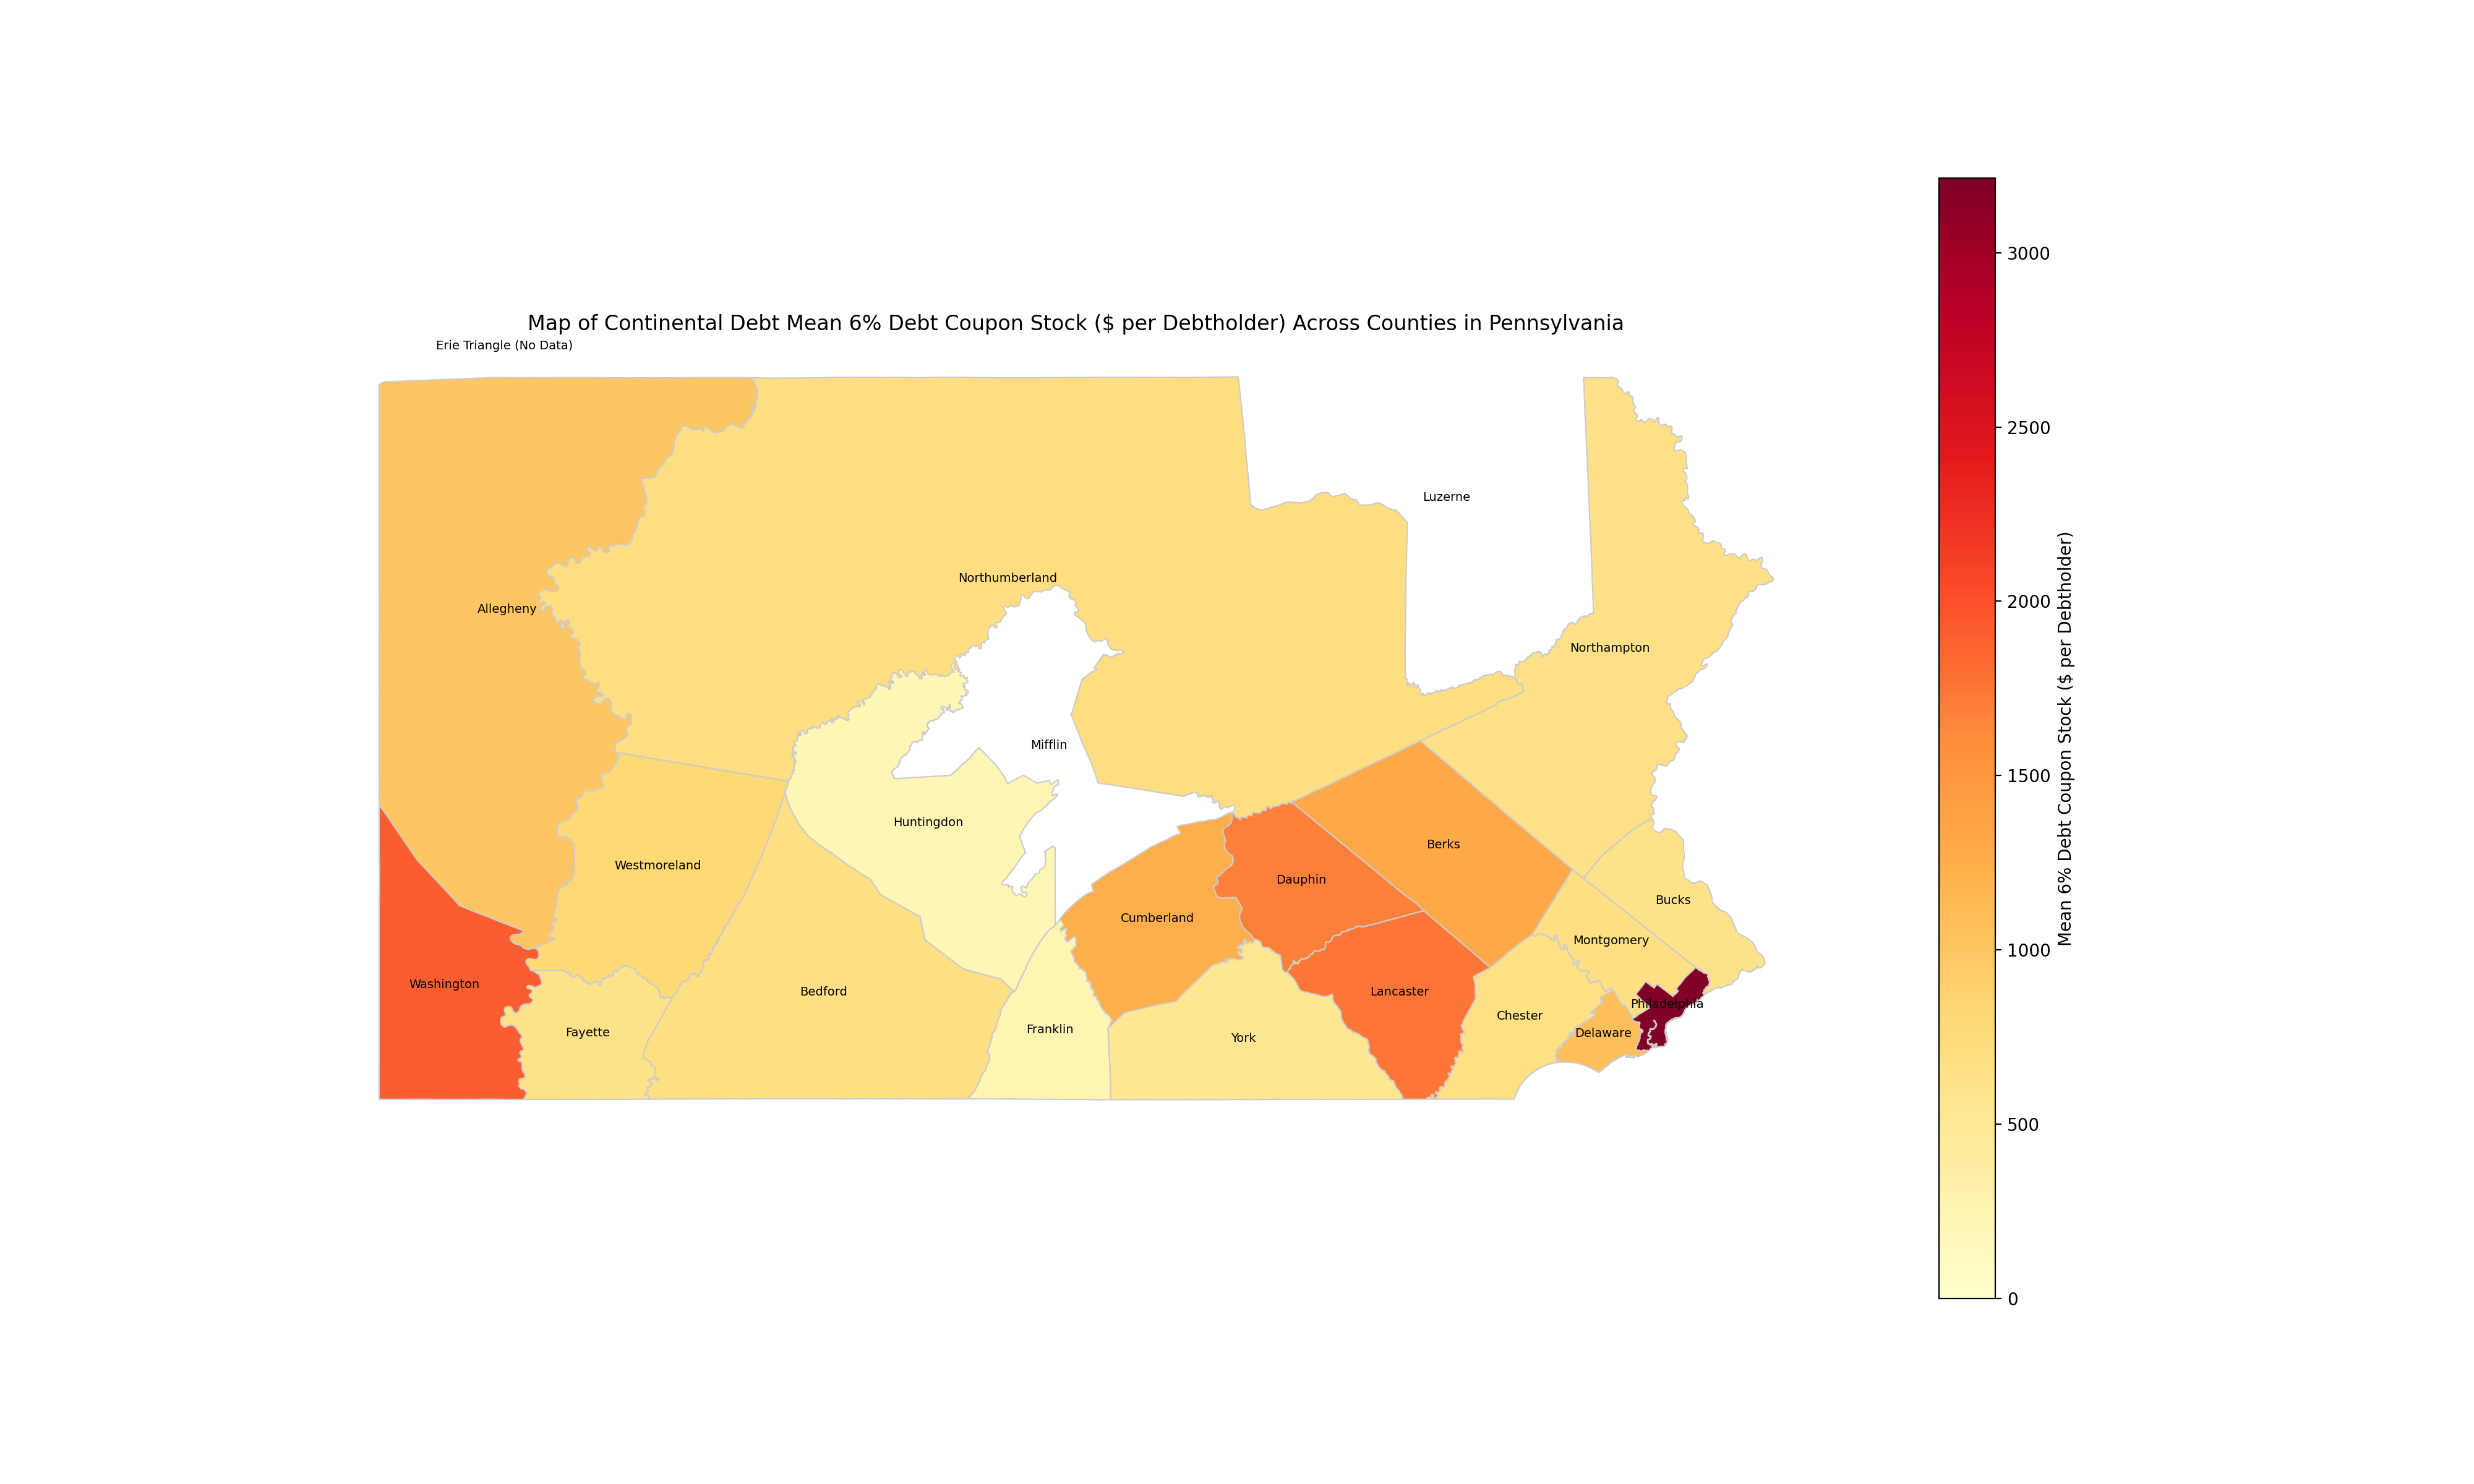 Map of Continental Debt Mean 6% Debt Coupon Stock ($ per Debtholder) Across Counties in Pennsylvania
Erie Triangle (No Data)
Luzerne
Northumberland
Allegheny
Northampton
Mifflin
Huntingdon
Berks
Westmoreland
Dauphin
Bucks
Cumberland
Montgomery
Washington
Bedford
Lancaster
Philadelphia
Chester
Franklin
Fayette
Delaware
York
3000
2500
2000
1500
1000
500
0
Mean 6% Debt Coupon Stock ($ per Debtholder)